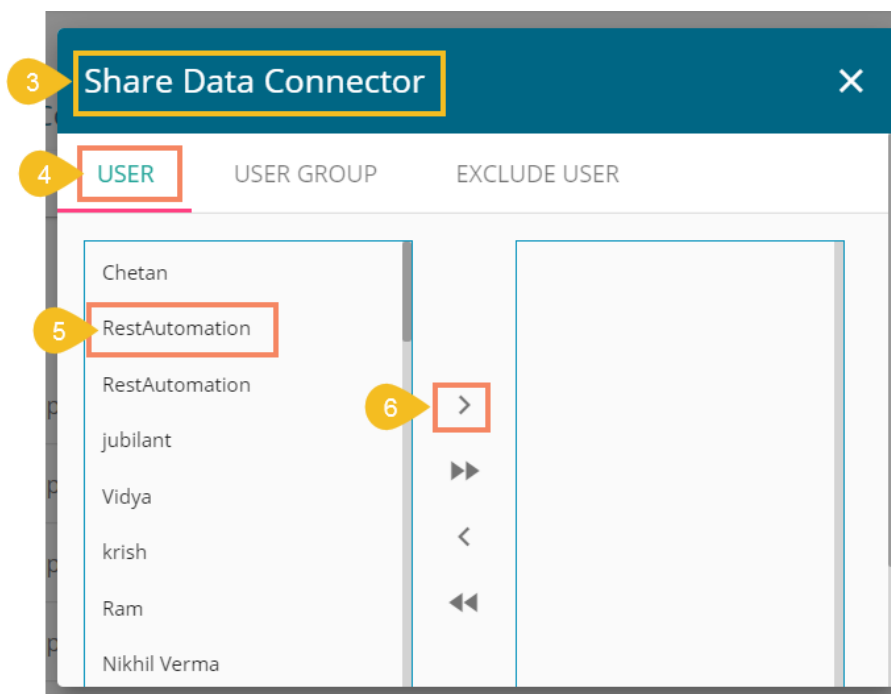 3
Share Data Connector
4
USER
USER GROUP
EXCLUDE USER
Chetan
5
RestAutomation
RestAutomation
6
jubilant
Vidya
krish
Ram
Nikhil Verma